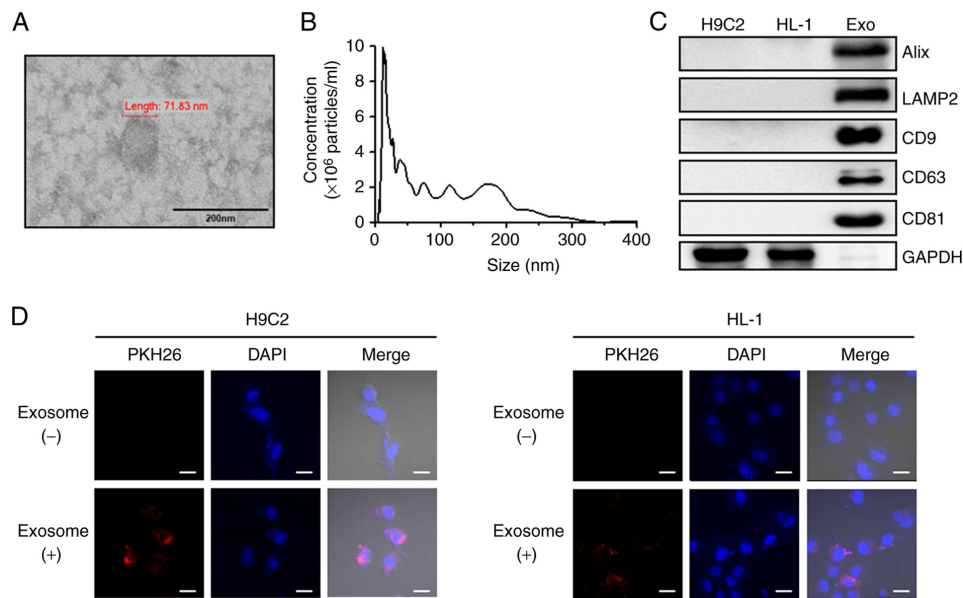 A
Length: 71.83 nm
200nm
B
Concentration
(×10⁶ particles/ml)
10
8
6
4
2
0
0
100
200
300
400
Size (nm)
C
H9C2 HL-1 Exo
Alix
LAMP2
CD9
CD63
CD81
GAPDH
D
H9C2
PKH26 DAPI Merge
Exosome
(−)
Exosome
(+)
HL-1
PKH26 DAPI Merge
Exosome
(−)
Exosome
(+)